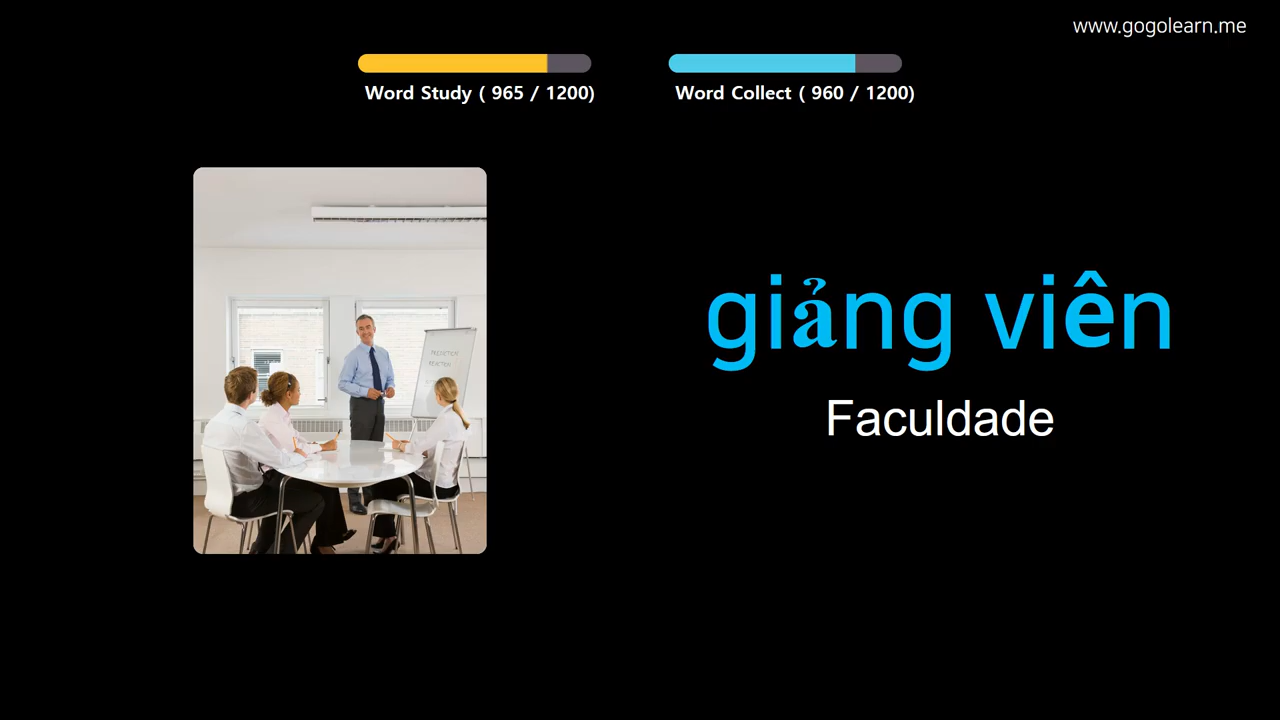 www.gogolearn.me
Word Study ( 965 / 1200)
Word Collect ( 960 / 1200)
giảng viên
Faculdade